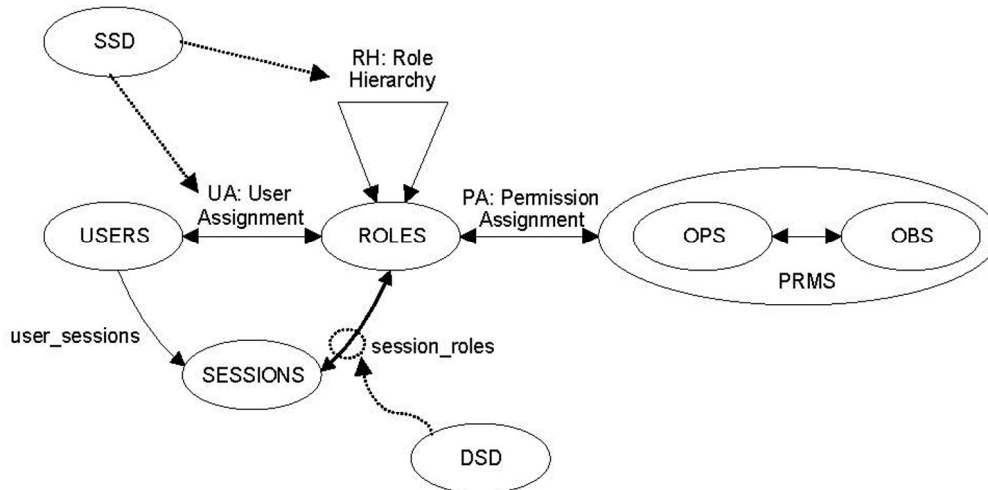 SSD
RH: Role
Hierarchy
UA: User
Assignment
PA: Permission
Assignment
USERS
ROLES
OPS
OBS
PRMS
user_sessions
session_roles
SESSIONS
DSD